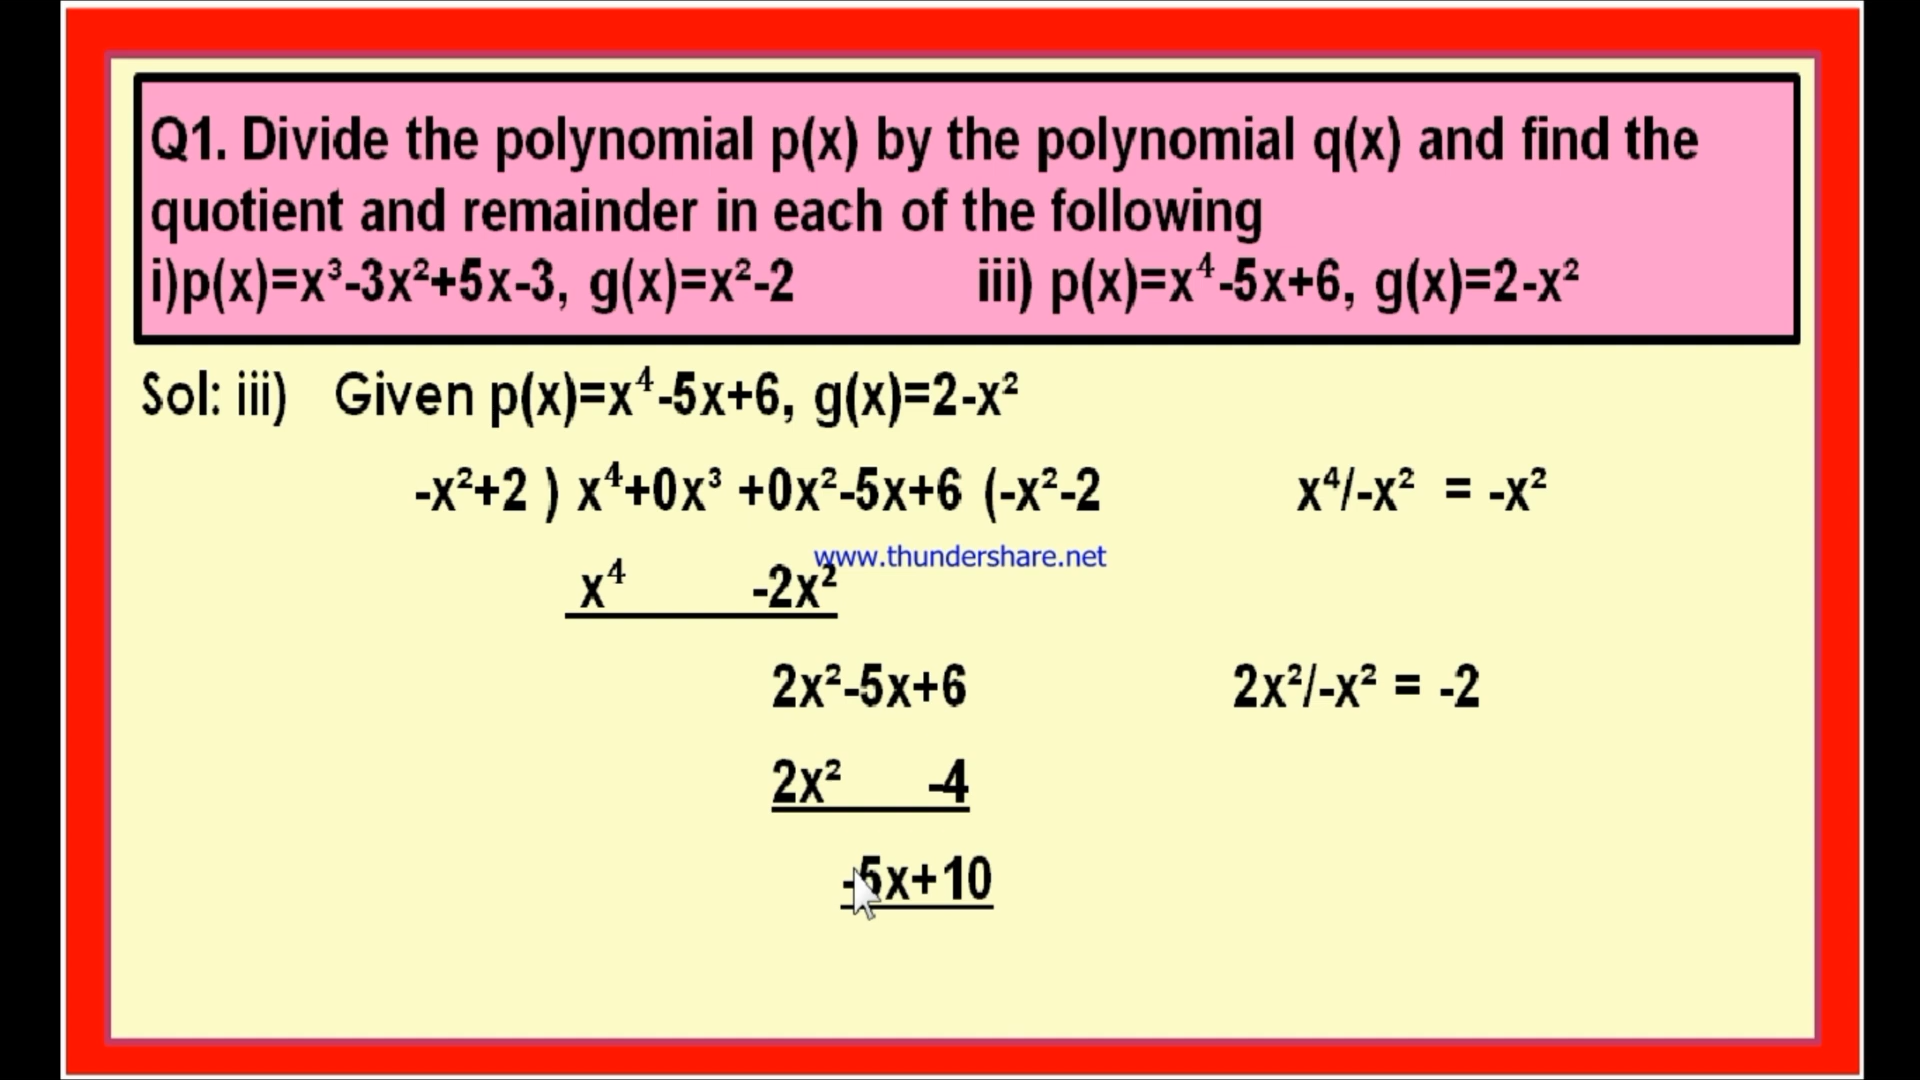 Q1. Divide the polynomial p(x) by the polynomial q(x) and find the
quotient and remainder in each of the following
i)p(x)=x³-3x²+5x-3, g(x)=x²-2 iii) p(x)=x⁴-5x+6, g(x)=2-x²
Sol: iii) Given p(x)=x⁴-5x+6, g(x)=2-x²
-x²+2 ) x⁴+0x³ +0x²-5x+6 (-x²-2 x⁴/-x² = -x²
www.thundershare.net
x⁴ -2x²
2x²-5x+6 2x²/-x² = -2
2x² -4
-5x+10